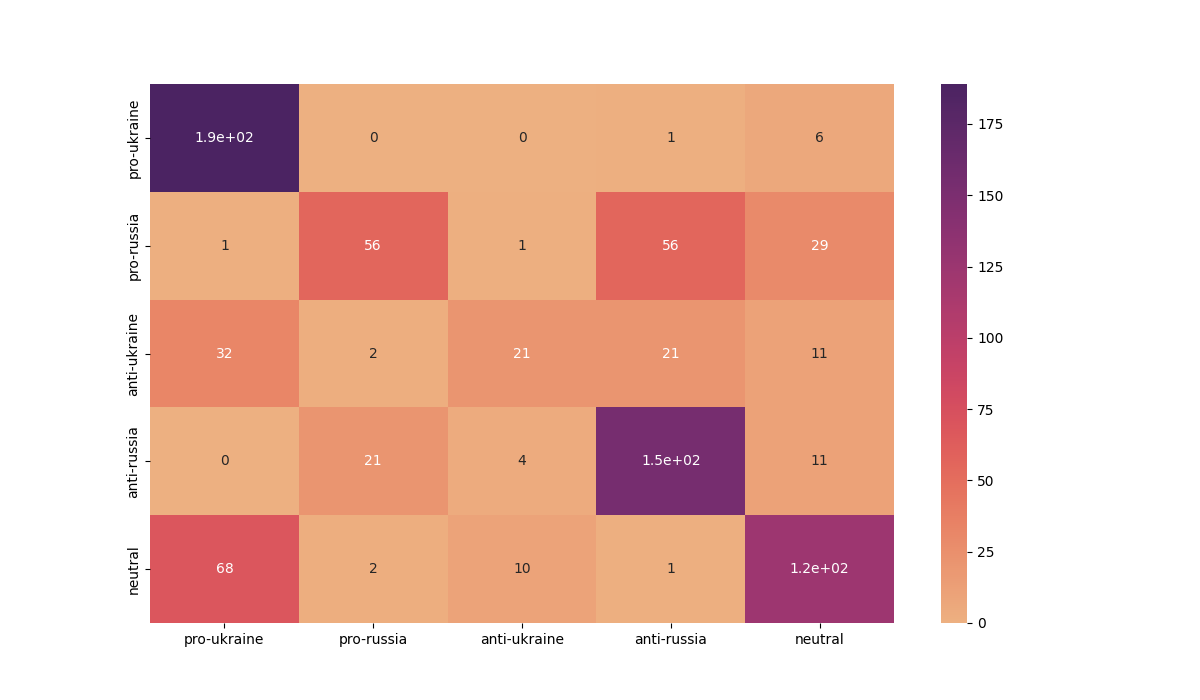 pro-ukraine 1.9e+02 0 0 1 6
pro-russia 1 56 1 56 29
anti-ukraine 32 2 21 21 11
anti-russia 0 21 4 1.5e+02 11
neutral 68 2 10 1 1.2e+02
pro-ukraine pro-russia anti-ukraine anti-russia neutral
175
150
125
100
75
50
25
0